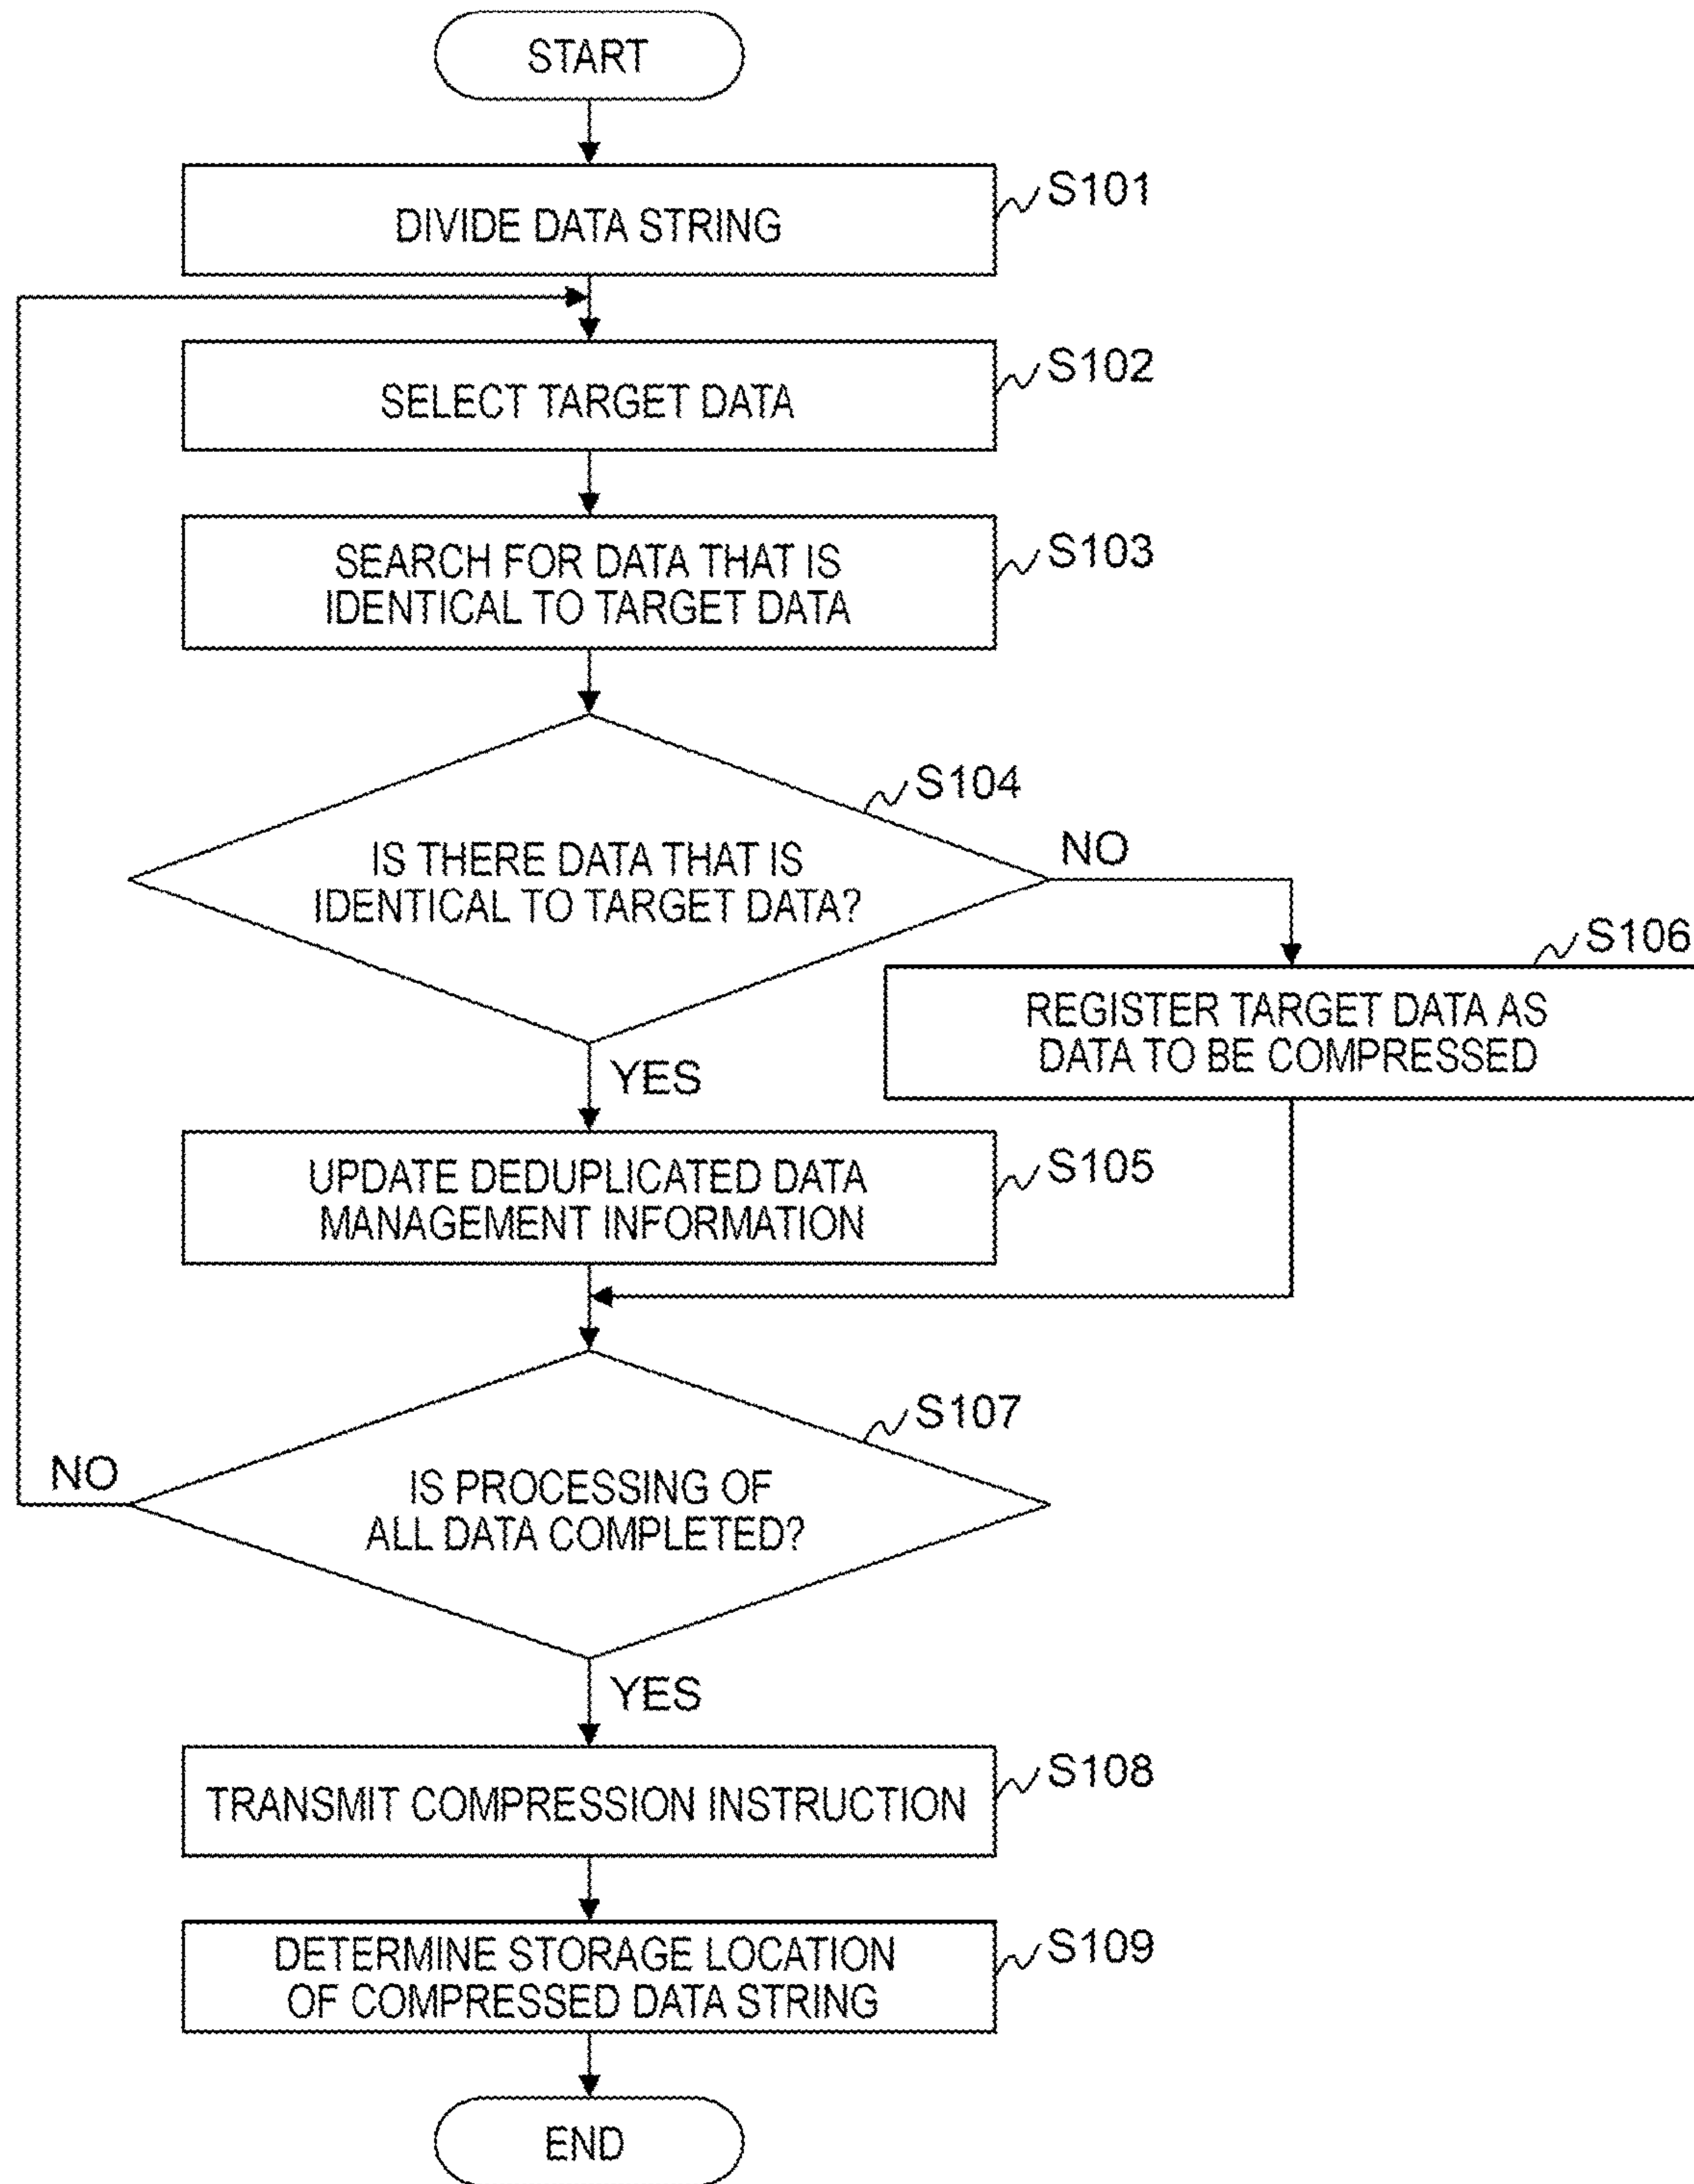 START
DIVIDE DATA STRING
S101
SELECT TARGET DATA
S102
SEARCH FOR DATA THAT IS
IDENTICAL TO TARGET DATA
S103
IS THERE DATA THAT IS
IDENTICAL TO TARGET DATA?
S104
NO
REGISTER TARGET DATA AS
DATA TO BE COMPRESSED
S106
YES
UPDATE DEDUPLICATED DATA
MANAGEMENT INFORMATION
S105
IS PROCESSING OF
ALL DATA COMPLETED?
S107
NO
YES
TRANSMIT COMPRESSION INSTRUCTION
S108
DETERMINE STORAGE LOCATION
OF COMPRESSED DATA STRING
S109
END